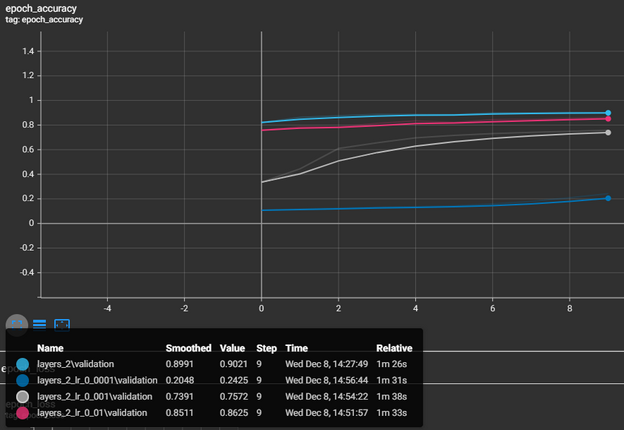 epoch_accuracy
tag: epoch_accuracy
1.4
1.2
1
0.8
0.6
0.4
0.2
0
-0.2
-0.4
-4 -2 0 2 4 6 8
Name Smoothed Value Step Time Relative
layers_2\validation 0.8991 0.9021 9 Wed Dec 8, 14:27:49 1m 26s
layers_2_lr_0_0001\validation 0.2048 0.2425 9 Wed Dec 8, 14:56:44 1m 31s
layers_2_lr_0_001\validation 0.7391 0.7572 9 Wed Dec 8, 14:54:22 1m 38s
layers_2_lr_0_01\validation 0.8511 0.8625 9 Wed Dec 8, 14:51:57 1m 33s